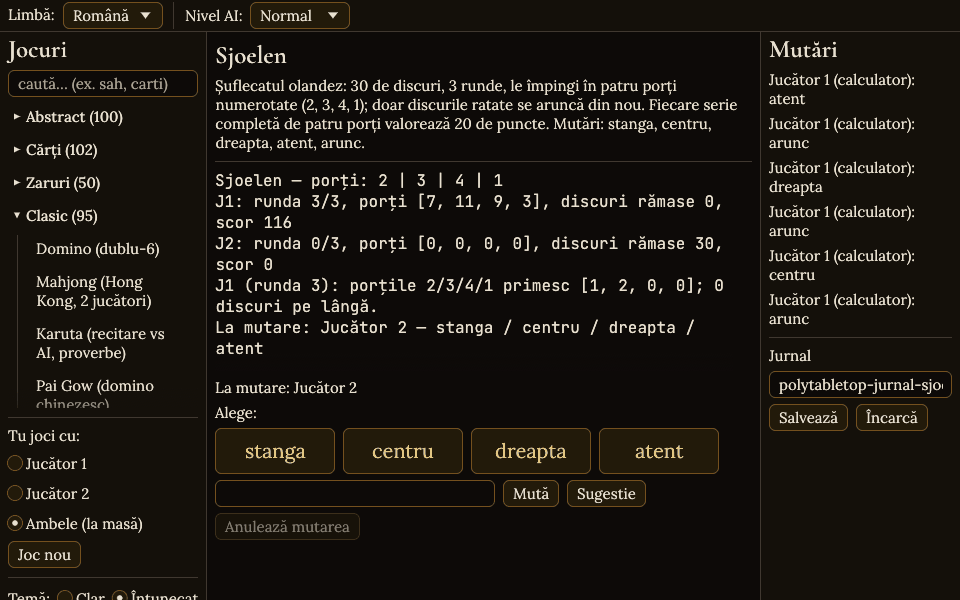 Limbă: Română Nivel AI: Normal
Jocuri
caută... (ex. sah, carti)
Abstract (100)
Cărți (102)
Zaruri (50)
Clasic (95)
Domino (dublu-6)
Mahjong (Hong
Kong, 2 jucători)
Karuta (recitare vs
AI, proverbe)
Pai Gow (domino
chinezesc)
Tu joci cu:
Jucător 1
Jucător 2
Ambele (la masă)
Joc nou
Temă: Clar Întunecat
Sjoelen
Șuflecatul olandez: 30 de discuri, 3 runde, le împingi în patru porți
numerotate (2, 3, 4, 1); doar discurile ratate se aruncă din nou. Fiecare serie
completă de patru porți valorează 20 de puncte. Mutări: stanga, centru,
dreapta, atent, arunc.
Sjoelen — porți: 2 | 3 | 4 | 1
J1: runda 3/3, porți [7, 11, 9, 3], discuri rămase 0,
scor 116
J2: runda 0/3, porți [0, 0, 0, 0], discuri rămase 30,
scor 0
J1 (runda 3): porțile 2/3/4/1 primesc [1, 2, 0, 0]; 0
discuri pe lângă.
La mutare: Jucător 2 — stanga / centru / dreapta /
atent
La mutare: Jucător 2
Alege:
stanga centru dreapta atent
Mută Sugestie
Anulează mutarea
Mutări
Jucător 1 (calculator):
atent
Jucător 1 (calculator):
arunc
Jucător 1 (calculator):
dreapta
Jucător 1 (calculator):
arunc
Jucător 1 (calculator):
centru
Jucător 1 (calculator):
arunc
Jurnal
polytabletop-jurnal-sjoe
Salvează Încarcă